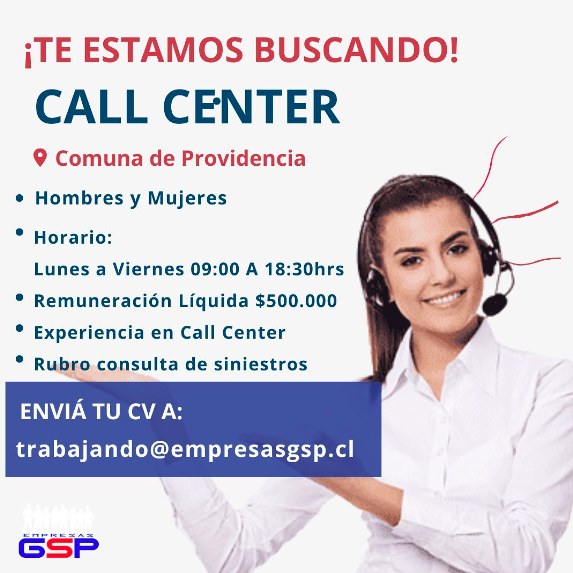 ¡TE ESTAMOS BUSCANDO!
CALL CENTER
Comuna de Providencia
• Hombres y Mujeres
• Horario:
Lunes a Viernes 09:00 A 18:30hrs
• Remuneración Líquida $500.000
• Experiencia en Call Center
• Rubro consulta de siniestros
ENVIÁ TU CV A:
trabajando@empresasgsp.cl
EMPRESAS
GSP